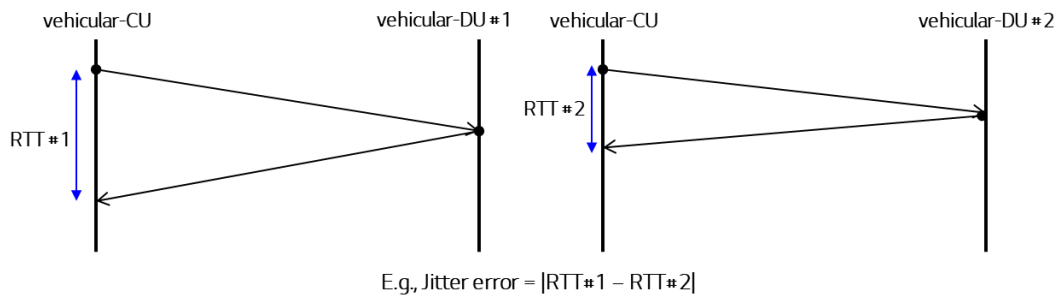 vehicular-CU
vehicular-DU #1
RTT #1
vehicular-CU
vehicular-DU #2
RTT #2
E.g., Jitter error = |RTT#1 – RTT#2|